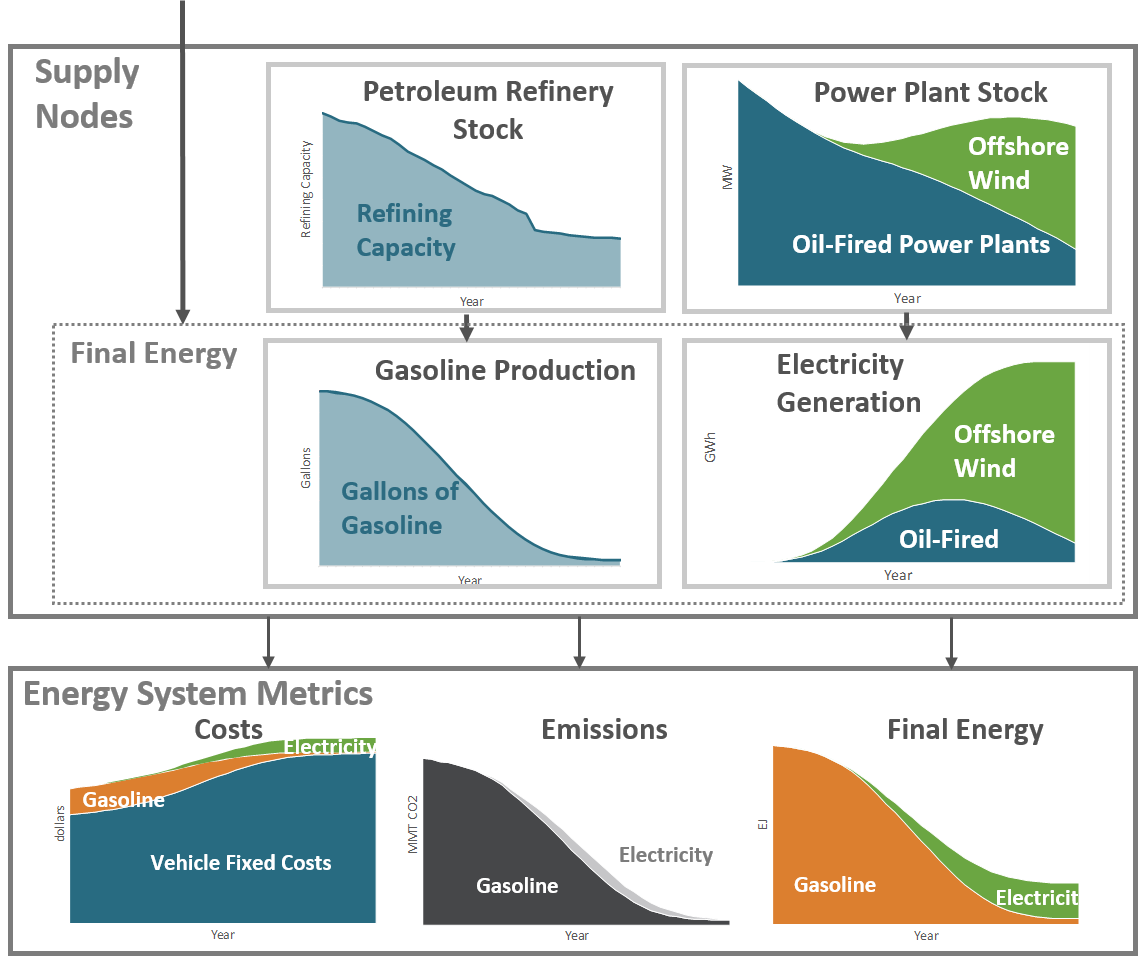 Supply
Nodes
Petroleum Refinery
Stock
Refining Capacity
Refining
Capacity
Year
Power Plant Stock
MW
Offshore
Wind
Oil-Fired Power Plants
Year
Final Energy
Gasoline Production
Gallons
Gallons of
Gasoline
Year
Electricity
Generation
GWh
Offshore
Wind
Oil-Fired
Year
Energy System Metrics
Costs
dollars
Electricity
Gasoline
Vehicle Fixed Costs
Year
Emissions
MMT CO2
Electricity
Gasoline
Year
Final Energy
EJ
Gasoline
Electricit
Year